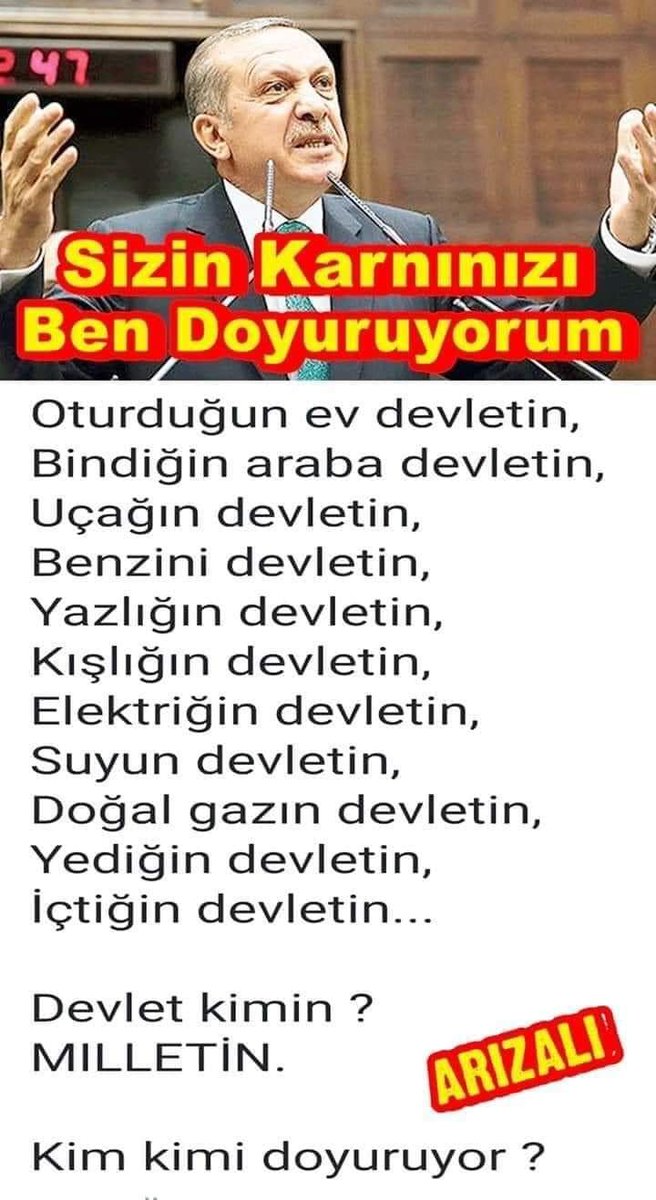 2 47
Sizin Karnınızı
Ben Doyuruyorum
Oturduğun ev devletin,
Bindiğin araba devletin,
Uçağın devletin,
Benzini devletin,
Yazlığın devletin,
Kışlığın devletin,
Elektriğin devletin,
Suyun devletin,
Doğal gazın devletin,
Yediğin devletin,
İçtiğin devletin...
Devlet kimin ?
MILLETİN.
ARIZALI
Kim kimi doyuruyor ?